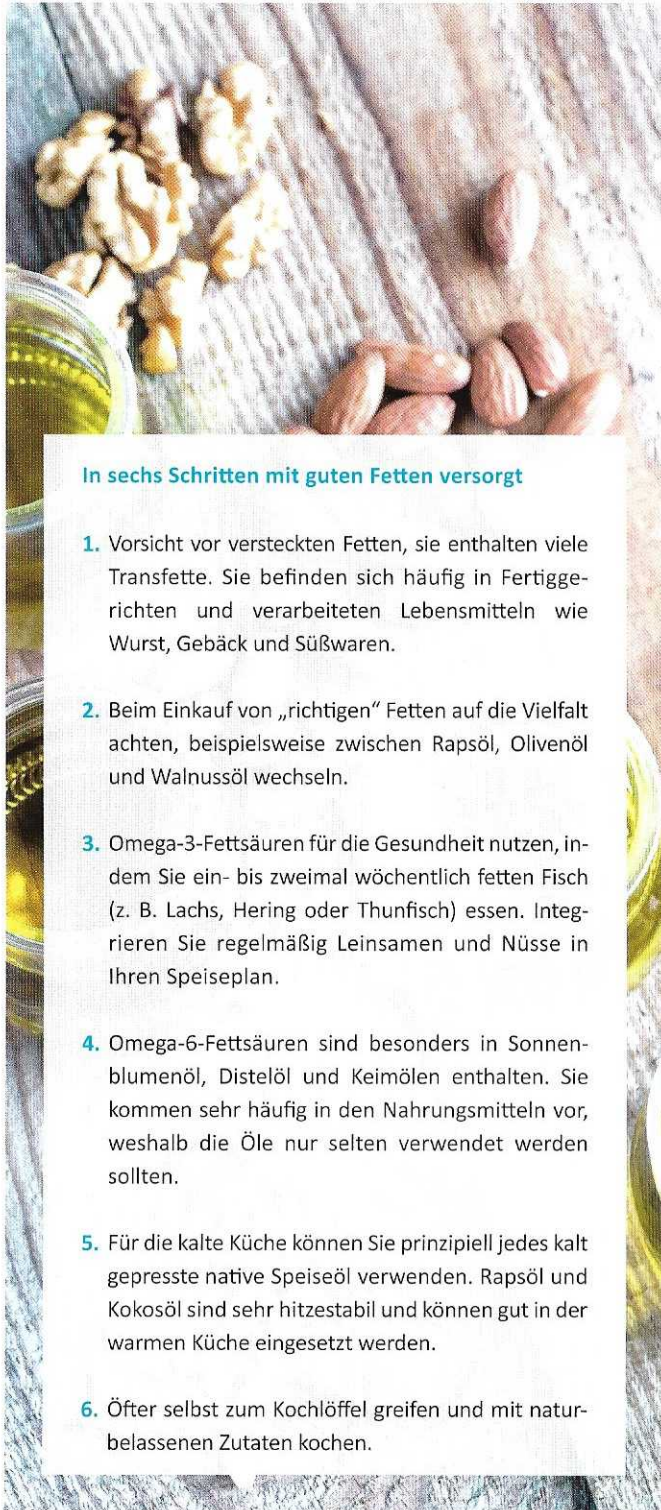 In sechs Schritten mit guten Fetten versorgt
1. Vorsicht vor versteckten Fetten, sie enthalten viele
Transfette. Sie befinden sich häufig in Fertigge-
richten und verarbeiteten Lebensmitteln wie
Wurst, Gebäck und Süßwaren.
2. Beim Einkauf von „richtigen“ Fetten auf die Vielfalt
achten, beispielsweise zwischen Rapsöl, Olivenöl
und Walnussöl wechseln.
3. Omega-3-Fettsäuren für die Gesundheit nutzen, in-
dem Sie ein- bis zweimal wöchentlich fetten Fisch
(z. B. Lachs, Hering oder Thunfisch) essen. Integ-
rieren Sie regelmäßig Leinsamen und Nüsse in
Ihren Speiseplan.
4. Omega-6-Fettsäuren sind besonders in Sonnen-
blumenöl, Distelöl und Keimölen enthalten. Sie
kommen sehr häufig in den Nahrungsmitteln vor,
weshalb die Öle nur selten verwendet werden
sollten.
5. Für die kalte Küche können Sie prinzipiell jedes kalt
gepresste native Speiseöl verwenden. Rapsöl und
Kokosöl sind sehr hitzestabil und können gut in der
warmen Küche eingesetzt werden.
6. Öfter selbst zum Kochlöffel greifen und mit natur-
belassenen Zutaten kochen.